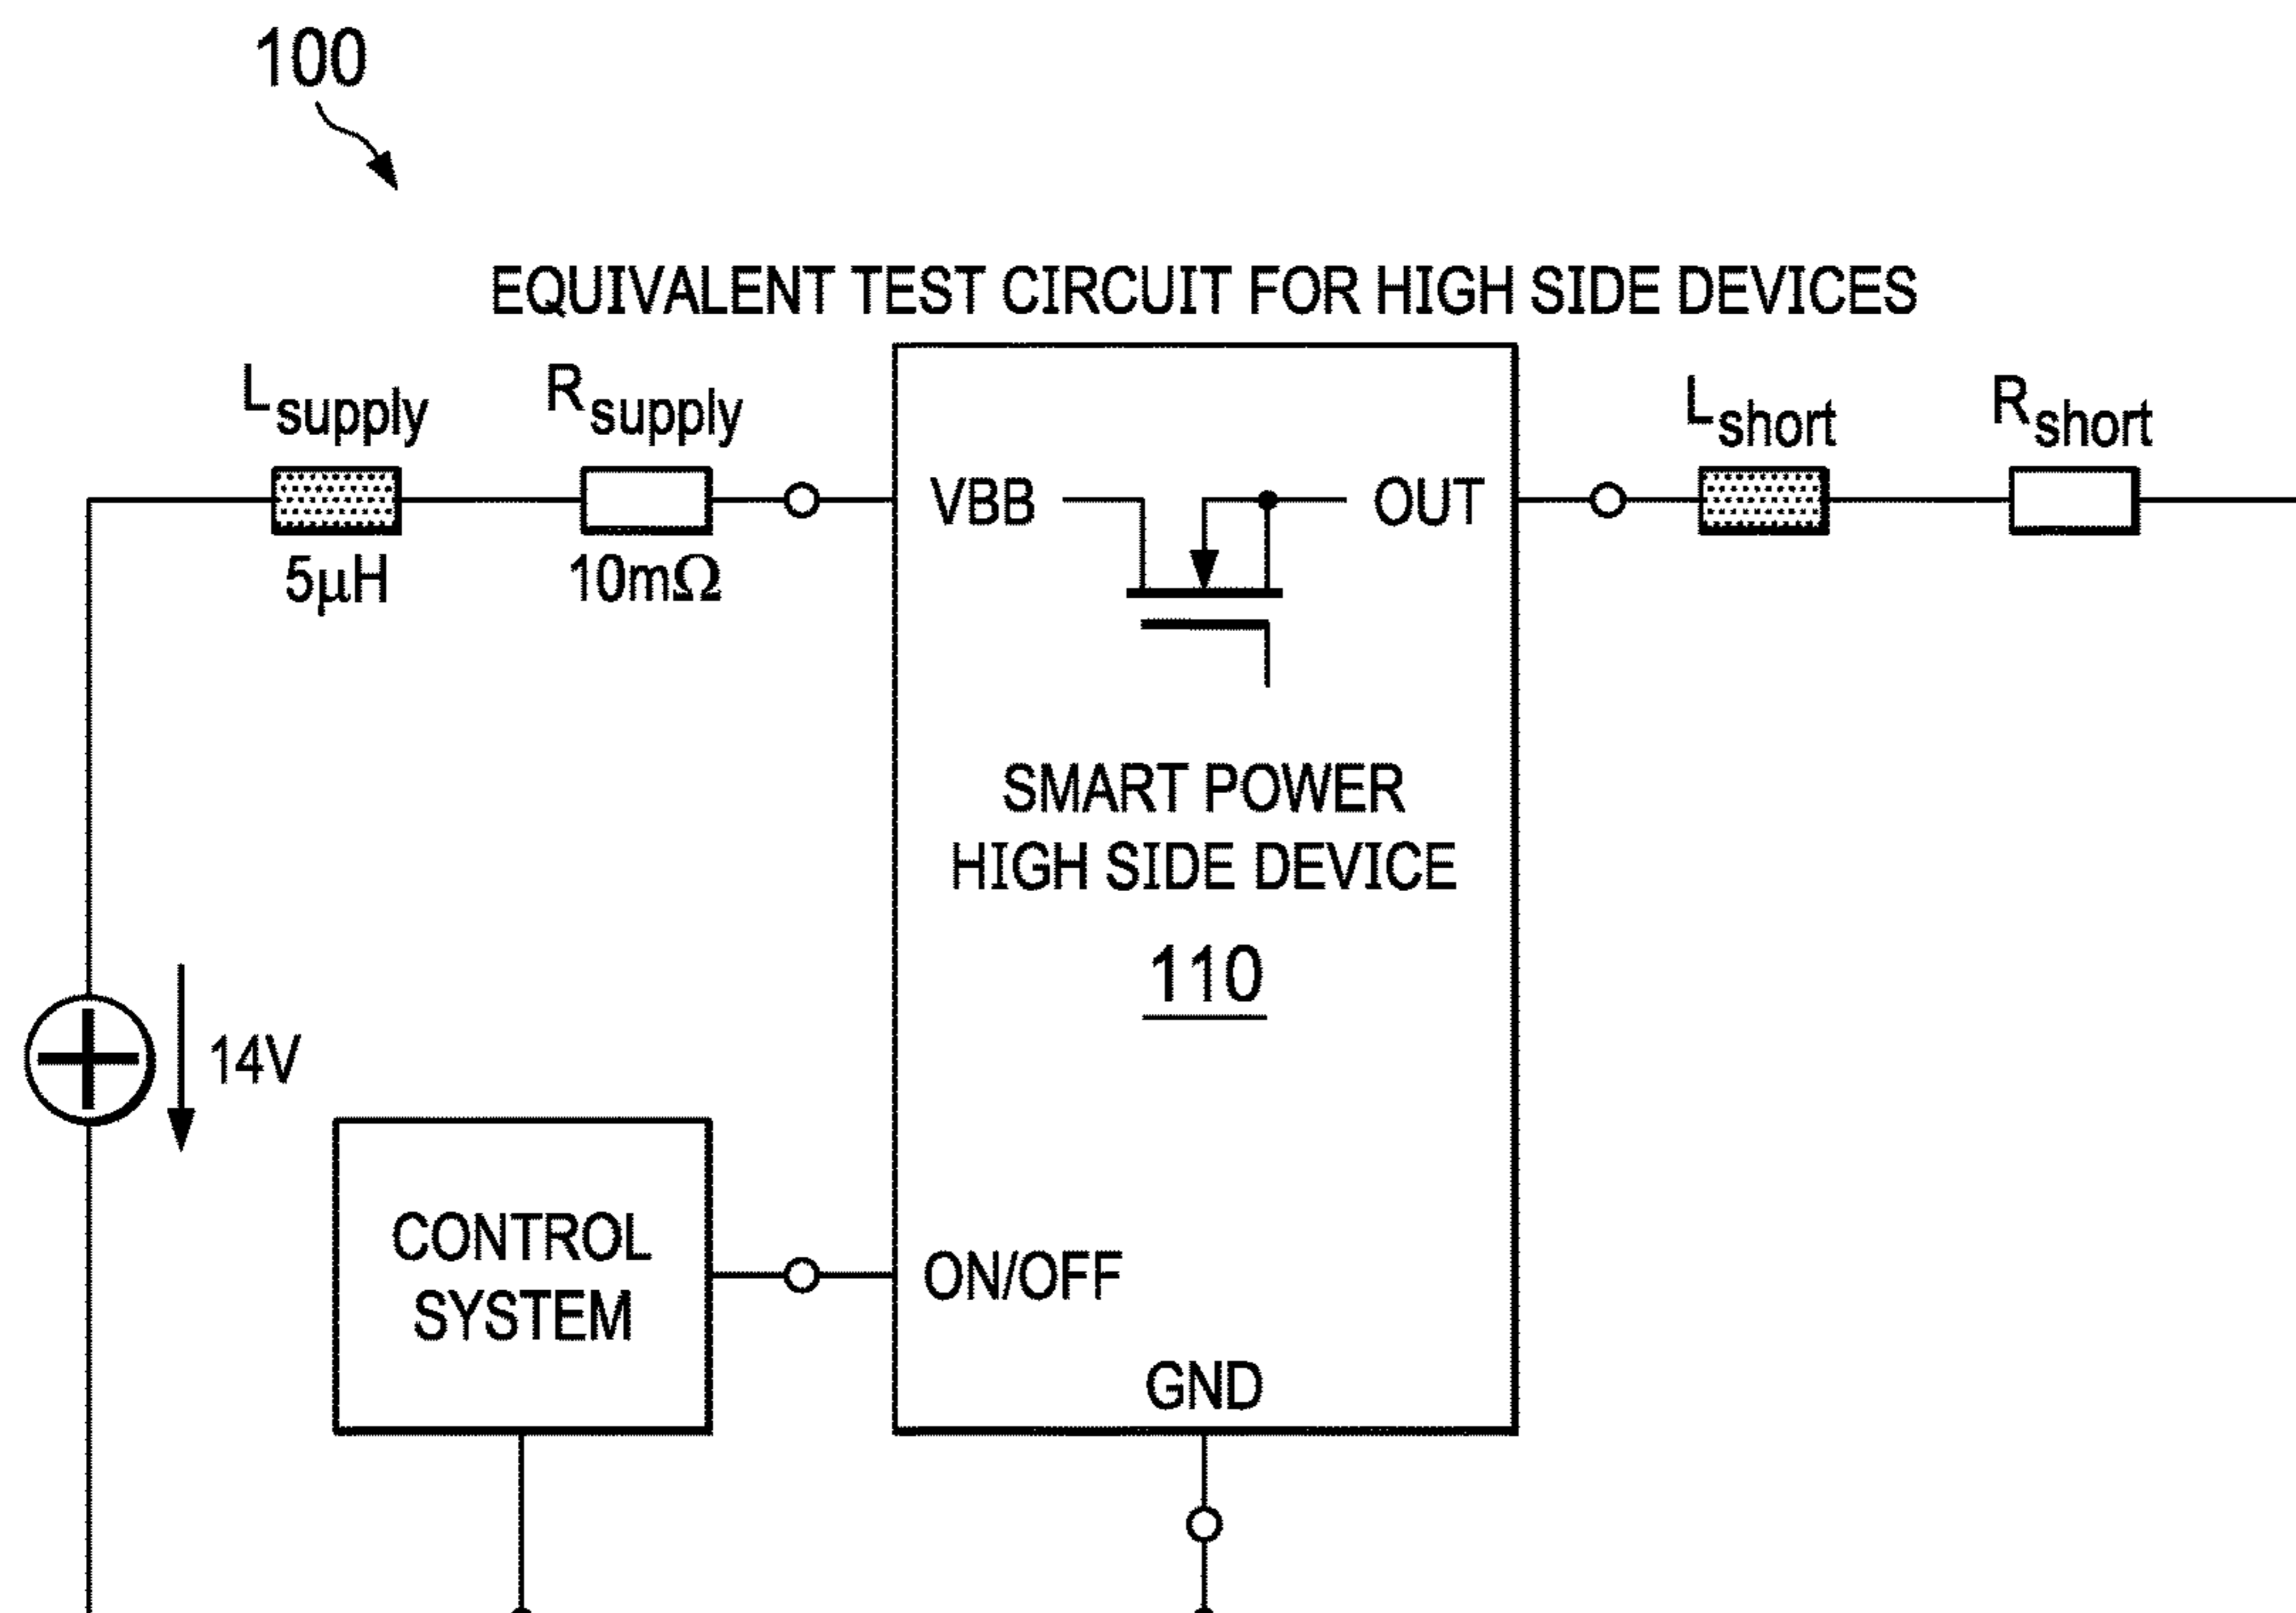 100
EQUIVALENT TEST CIRCUIT FOR HIGH SIDE DEVICES
Lsupply
Rsupply
Lshort
Rshort
VBB
OUT
5μH
10mΩ
SMART POWER
HIGH SIDE DEVICE
110
14V
CONTROL
SYSTEM
ON/OFF
GND